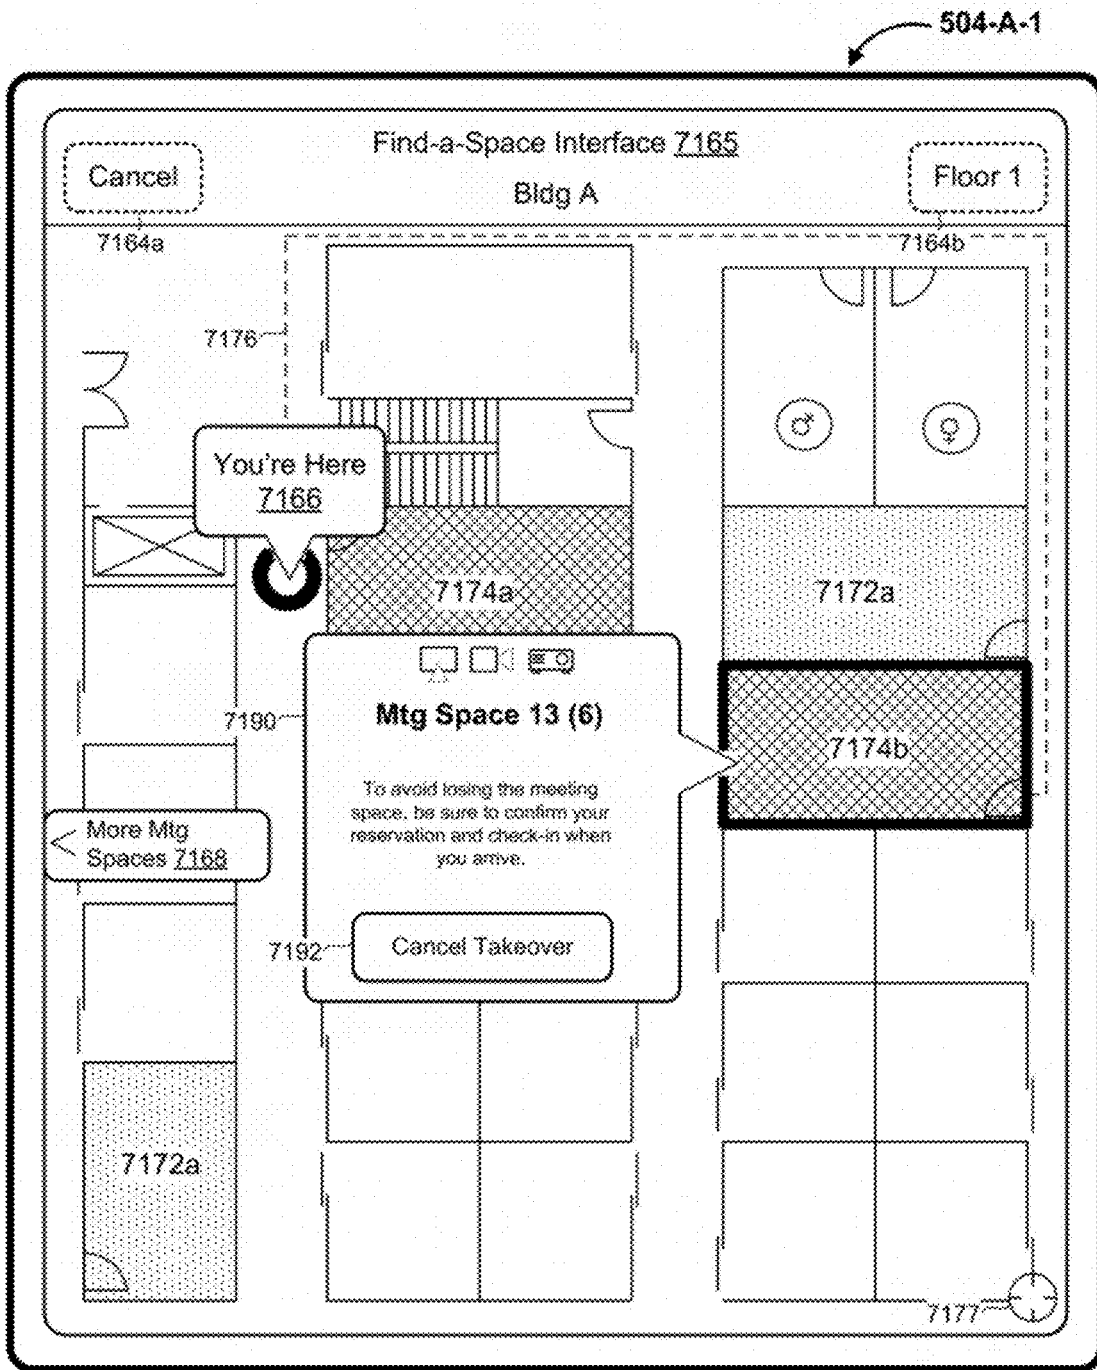 504-A-1
Find-a-Space Interface 7165
Cancel
Bldg A
Floor 1
7164a
7164b
7176
You're Here
7166
7174a
7172a
7190
Mtg Space 13 (6)
7174b
To avoid losing the meeting
space, be sure to confirm your
reservation and check-in when
you arrive.
More Mtg
Spaces 7168
7192
Cancel Takeover
7172a
7177